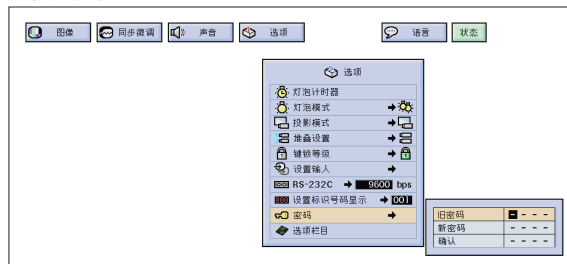 图像 同步微调 声音 选项 语言 状态
选项
灯泡计时器
灯泡模式
投影模式
堆叠设置
键锁等级
设置输入
RS-232C 9600 bps
设置标识号码显示 001
密码
选项栏目
旧密码 - - - -
新密码 - - - -
确认 - - - -